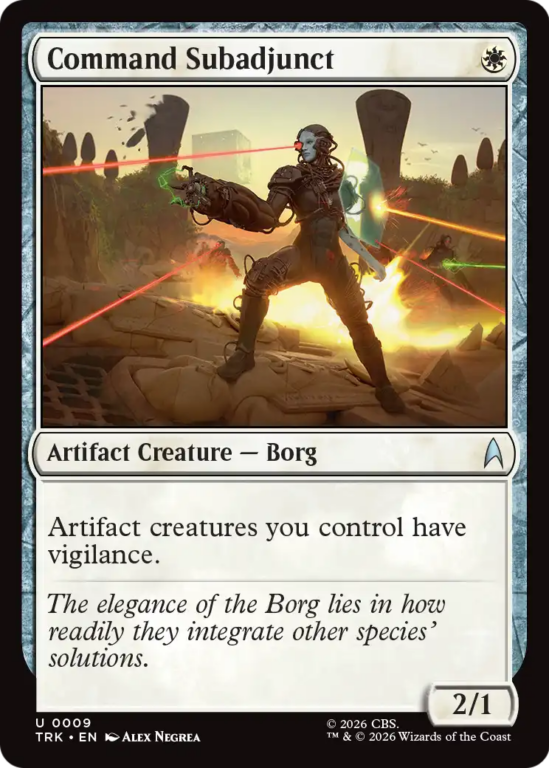 Command Subadjunct
Artifact Creature — Borg
Artifact creatures you control have
vigilance.
The elegance of the Borg lies in how
readily they integrate other species’
solutions.
2/1
U 0009
TRK • EN Alex Negrea
© 2026 CBS.
™ & © 2026 Wizards of the Coast